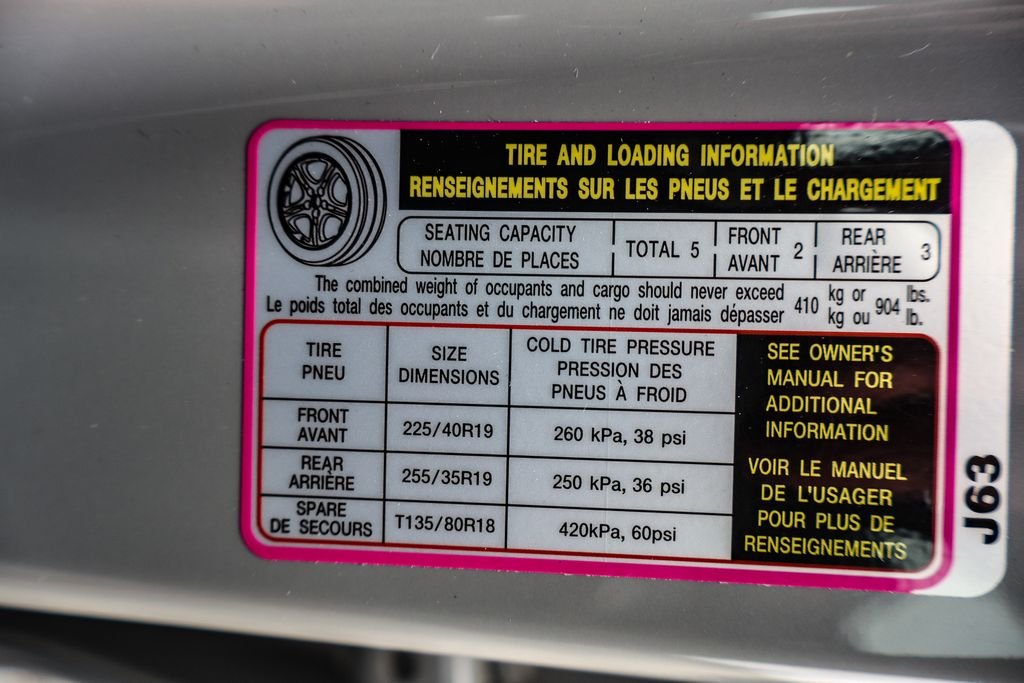 TIRE AND LOADING INFORMATION
RENSEIGNEMENTS SUR LES PNEUS ET LE CHARGEMENT
SEATING CAPACITY
NOMBRE DE PLACES
TOTAL 5
FRONT
AVANT
2
REAR
ARRIÈRE
3
The combined weight of occupants and cargo should never exceed
Le poids total des occupants et du chargement ne doit jamais dépasser
410
kg or
kg ou
904
lbs.
lb.
TIRE
PNEU
SIZE
DIMENSIONS
COLD TIRE PRESSURE
PRESSION DES
PNEUS À FROID
FRONT
AVANT
225/40R19
260 kPa, 38 psi
REAR
ARRIÈRE
255/35R19
250 kPa, 36 psi
SPARE
DE SECOURS
T135/80R18
420kPa, 60psi
SEE OWNER'S
MANUAL FOR
ADDITIONAL
INFORMATION
VOIR LE MANUEL
DE L'USAGER
POUR PLUS DE
RENSEIGNEMENTS
J63